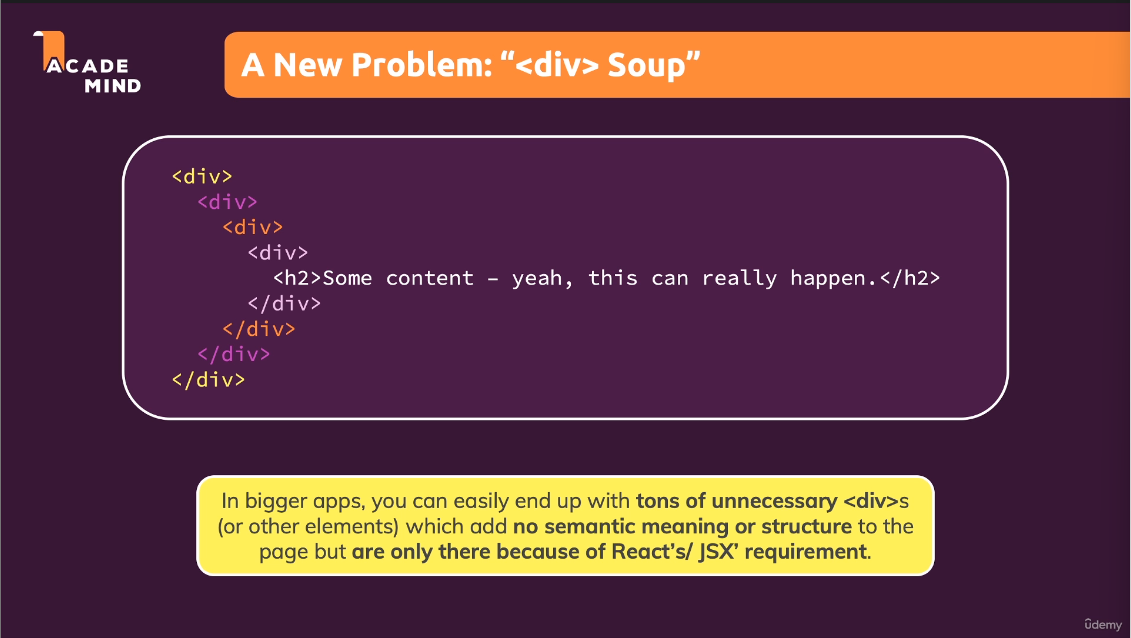 ACADE
MIND
A New Problem: “<div> Soup”
<div>
<div>
<div>
<div>
<h2>Some content – yeah, this can really happen.</h2>
</div>
</div>
</div>
</div>
In bigger apps, you can easily end up with tons of unnecessary <div>s
(or other elements) which add no semantic meaning or structure to the
page but are only there because of React’s/ JSX’ requirement.
ûdemy